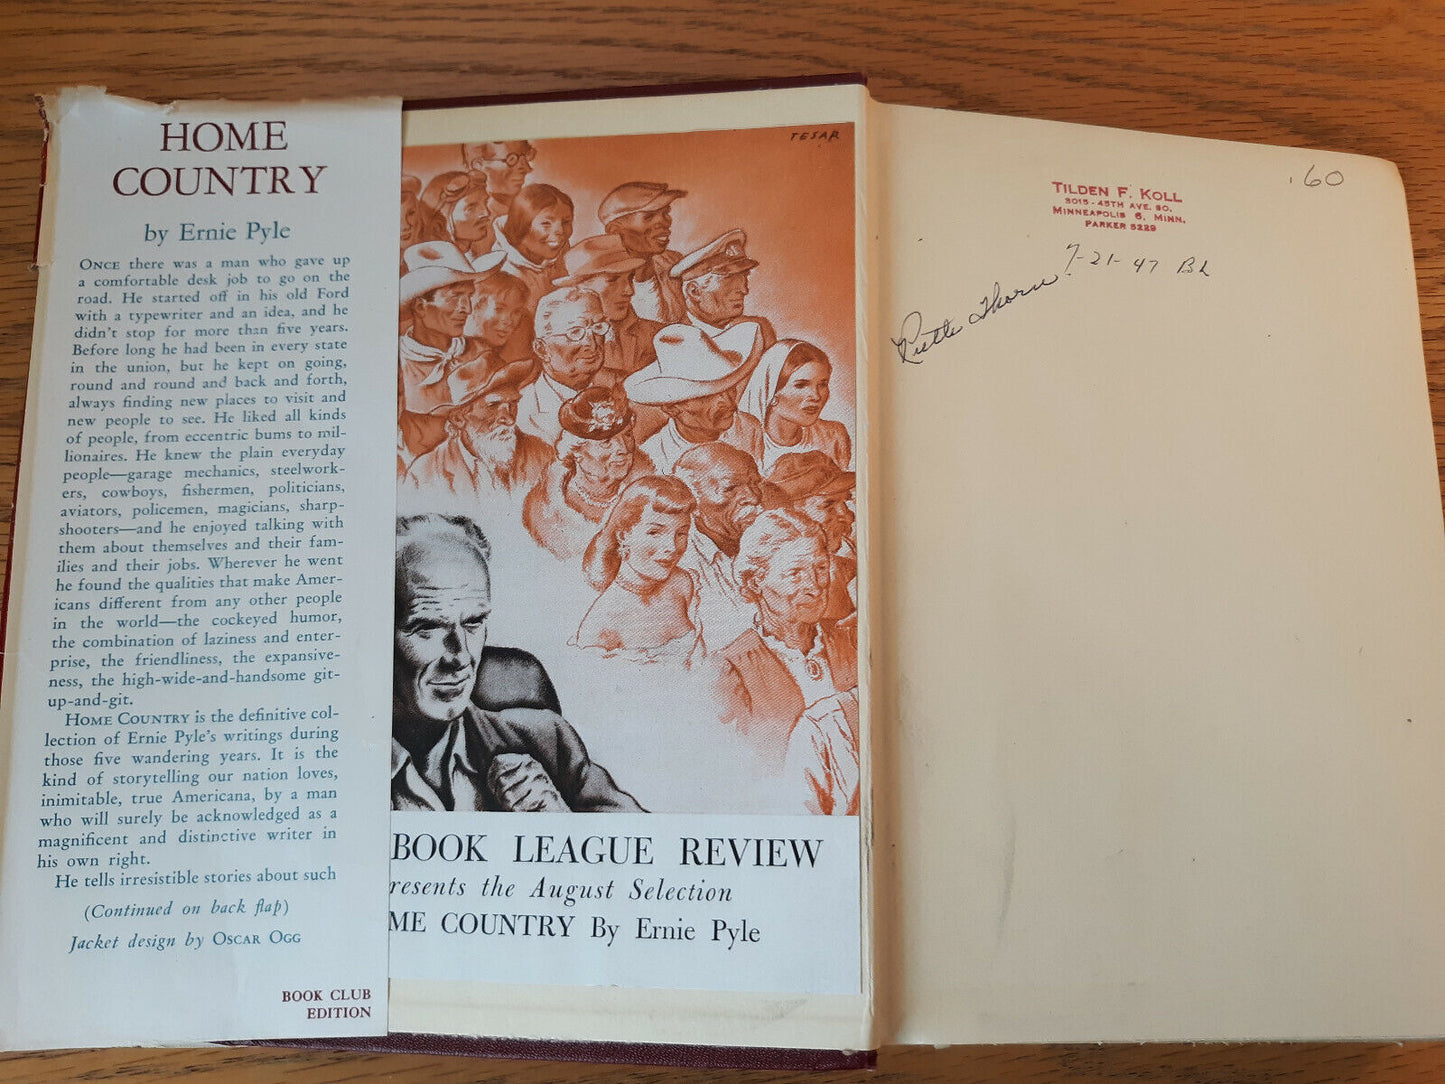 HOME
COUNTRY
by Ernie Pyle
ONCE there was a man who gave up
a comfortable desk job to go on the
road. He started off in his old Ford
with a typewriter and an idea, and he
didn't stop for more than five years.
Before long he had been in every state
in the union, but he kept on going,
round and round and back and forth,
always finding new places to visit and
new people to see. He liked all kinds
of people, from eccentric bums to mil-
lionaires. He knew the plain everyday
people—garage mechanics, steelwork-
ers, cowboys, fishermen, politicians,
aviators, policemen, magicians, sharp-
shooters—and he enjoyed talking with
them about themselves and their fam-
ilies and their jobs. Wherever he went
he found the qualities that make Amer-
icans different from any other people
in the world—the cockeyed humor,
the combination of laziness and enter-
prise, the friendliness, the expansive-
ness, the high-wide-and-handsome git-
up-and-git.
HOME COUNTRY is the definitive col-
lection of Ernie Pyle's writings during
those five wandering years. It is the
kind of storytelling our nation loves,
inimitable, true Americana, by a man
who will surely be acknowledged as a
magnificent and distinctive writer in
his own right.
He tells irresistible stories about such
(Continued on back flap)
Jacket design by OSCAR OGG
BOOK CLUB
EDITION
TESAR
BOOK LEAGUE REVIEW
resents the August Selection
ME COUNTRY By Ernie Pyle
.60
TILDEN F. KOLL
3015 - 45TH AVE. SO.
MINNEAPOLIS 6, MINN.
PARKER 5229
7-21-47 BL
Thorn